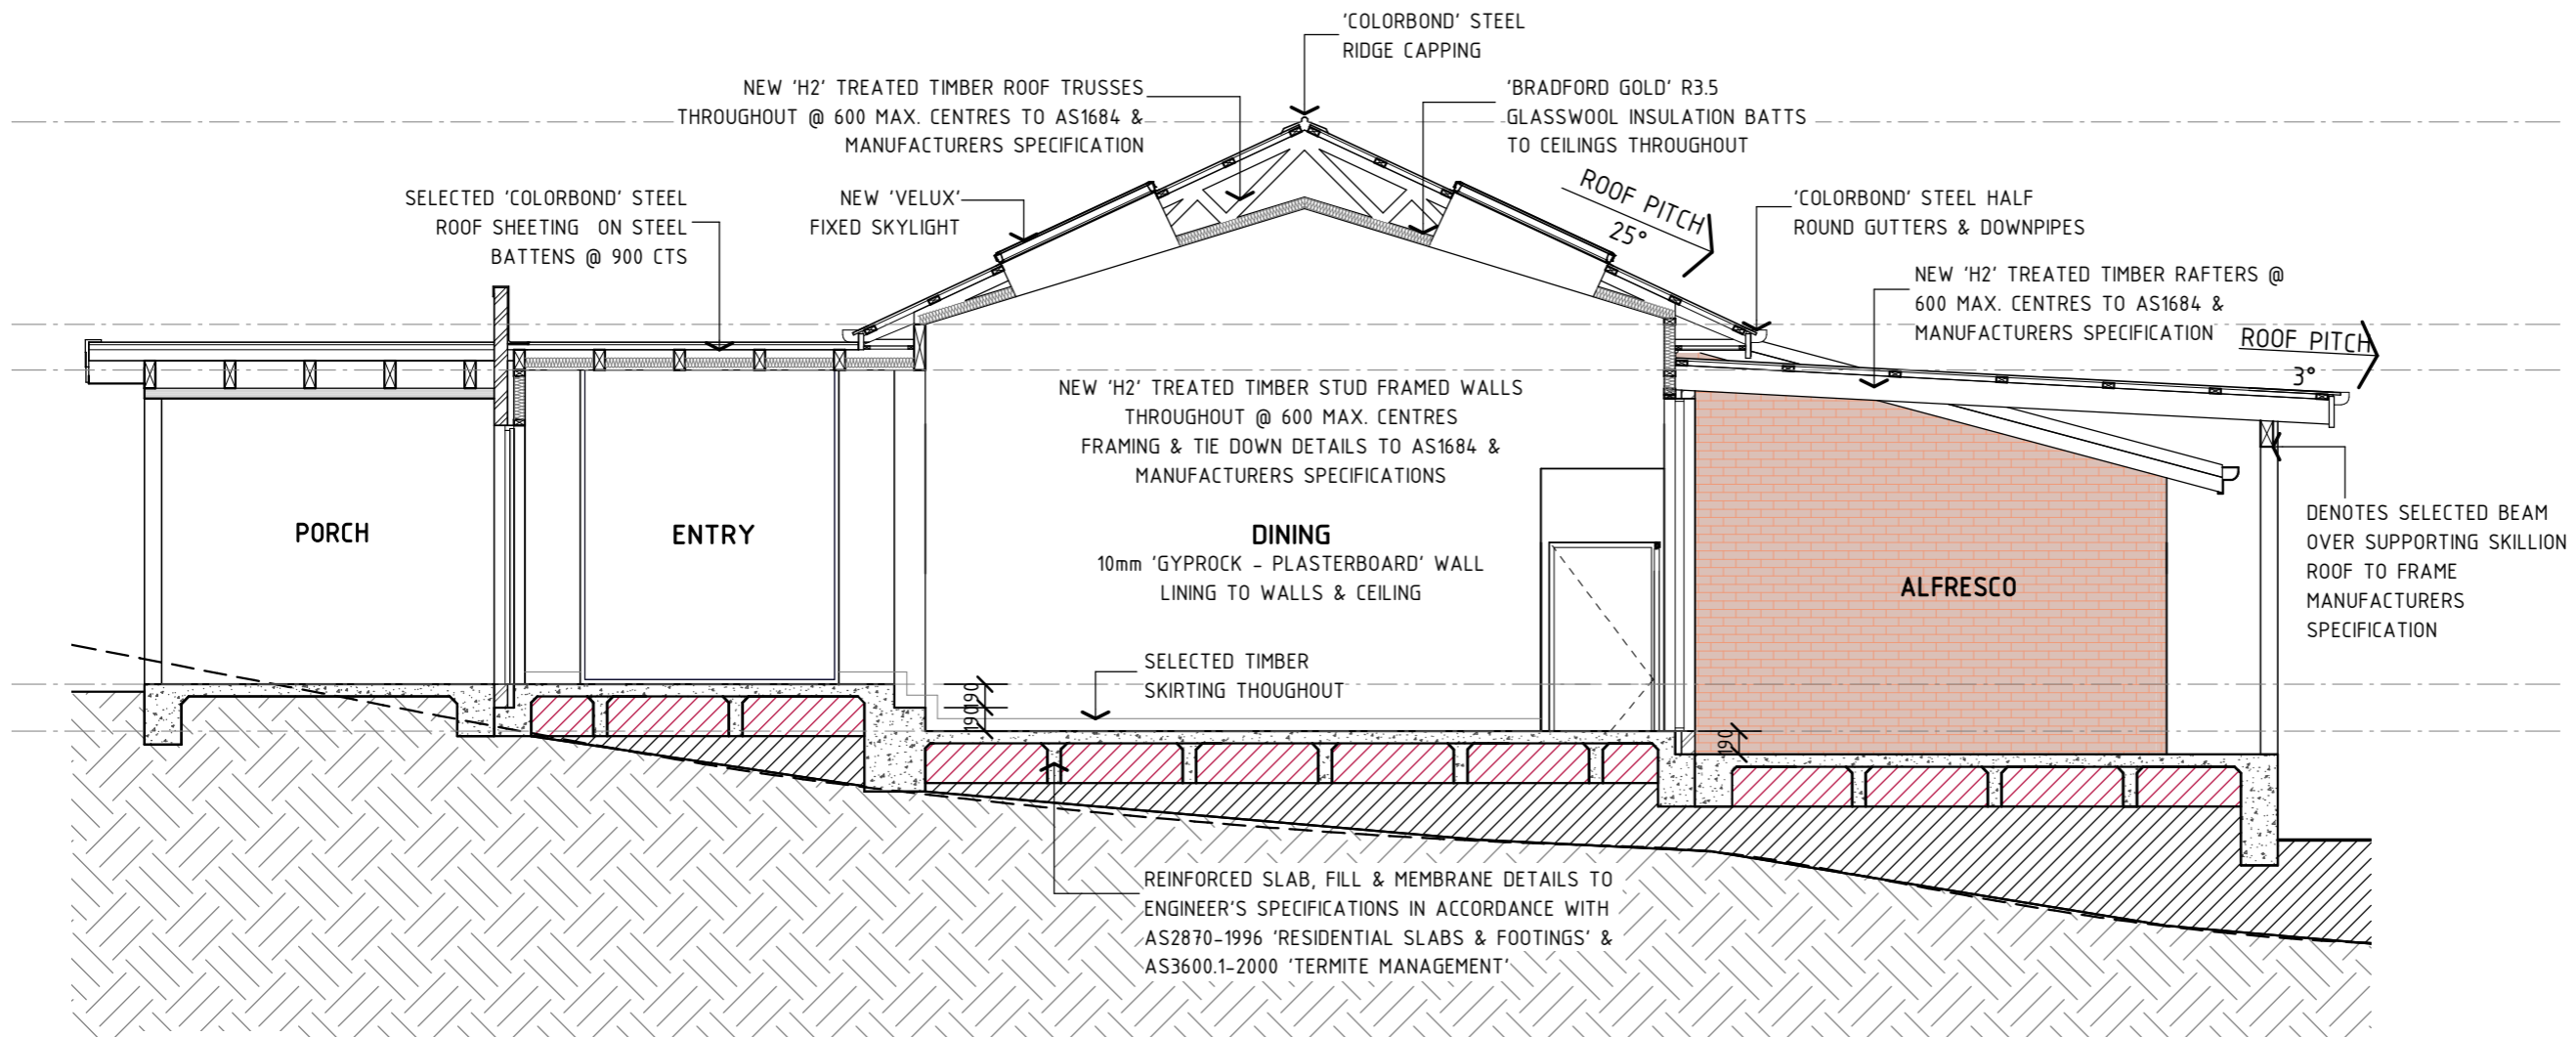 'COLORBOND' STEEL
RIDGE CAPPING
NEW 'H2' TREATED TIMBER ROOF TRUSSES
THROUGHOUT @ 600 MAX. CENTRES TO AS1684 &
MANUFACTURERS SPECIFICATION
'BRADFORD GOLD' R3.5
GLASSWOOL INSULATION BATTS
TO CEILINGS THROUGHOUT
SELECTED 'COLORBOND' STEEL
ROOF SHEETING ON STEEL
BATTENS @ 900 CTS
NEW 'VELUX'
FIXED SKYLIGHT
ROOF PITCH
25°
'COLORBOND' STEEL HALF
ROUND GUTTERS & DOWNPIPES
NEW 'H2' TREATED TIMBER RAFTERS @
600 MAX. CENTRES TO AS1684 &
MANUFACTURERS SPECIFICATION
ROOF PITCH
3°
NEW 'H2' TREATED TIMBER STUD FRAMED WALLS
THROUGHOUT @ 600 MAX. CENTRES
FRAMING & TIE DOWN DETAILS TO AS1684 &
MANUFACTURERS SPECIFICATIONS
PORCH
ENTRY
DINING
10mm 'GYPROCK - PLASTERBOARD' WALL
LINING TO WALLS & CEILING
ALFRESCO
DENOTES SELECTED BEAM
OVER SUPPORTING SKILLION
ROOF TO FRAME
MANUFACTURERS
SPECIFICATION
SELECTED TIMBER
SKIRTING THOUGHOUT
190
190
190
REINFORCED SLAB, FILL & MEMBRANE DETAILS TO
ENGINEER'S SPECIFICATIONS IN ACCORDANCE WITH
AS2870-1996 'RESIDENTIAL SLABS & FOOTINGS' &
AS3600.1-2000 'TERMITE MANAGEMENT'